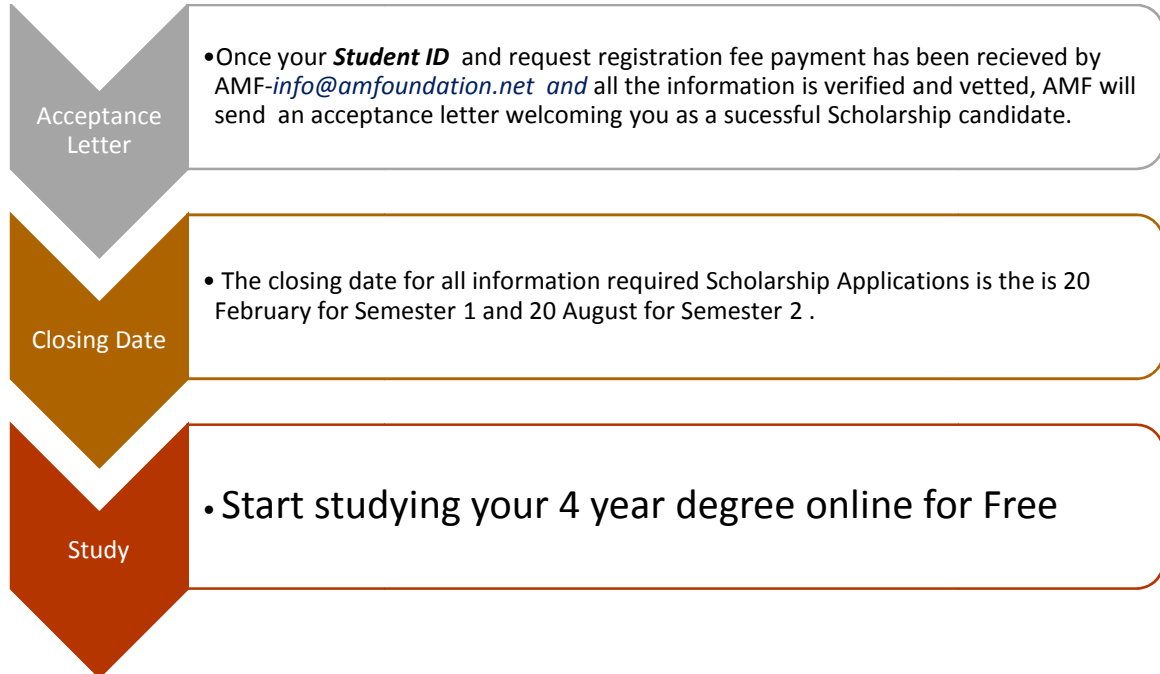 Acceptance
Letter
•Once your Student ID and request registration fee payment has been recieved by
AMF-info@amfoundation.net and all the information is verified and vetted, AMF will
send an acceptance letter welcoming you as a sucessful Scholarship candidate.
Closing Date
• The closing date for all information required Scholarship Applications is the is 20
February for Semester 1 and 20 August for Semester 2 .
Study
• Start studying your 4 year degree online for Free